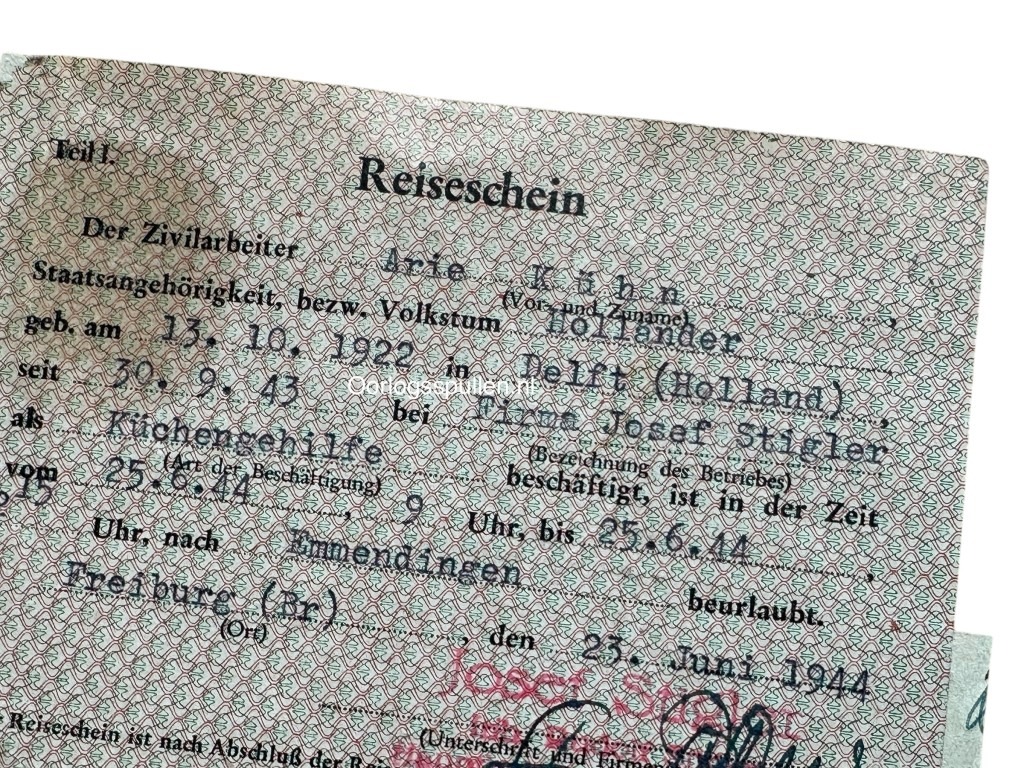 Teil I.
Reiseschein
Der Zivilarbeiter Arie Kühn,
(Vor- und Zuname)
Staatsangehörigkeit, bezw. Volkstum Holländer
geb. am 13. 10. 1922 in Delft (Holland),
seit 30. 9. 43 bei Firma Josef Stigler
(Bezeichnung des Betriebes)
als Küchengehilfe beschäftigt, ist in der Zeit
(Art der Beschäftigung)
vom 25.6.44, 9 Uhr, bis 25.6.44,
Uhr, nach Emmendingen beurlaubt.
Freiburg (Br), den 23. Juni 1944
(Ort)
Josef
(Unterschrift und
Reiseschein ist nach Abschluß der
Oorlogsspullen.nl